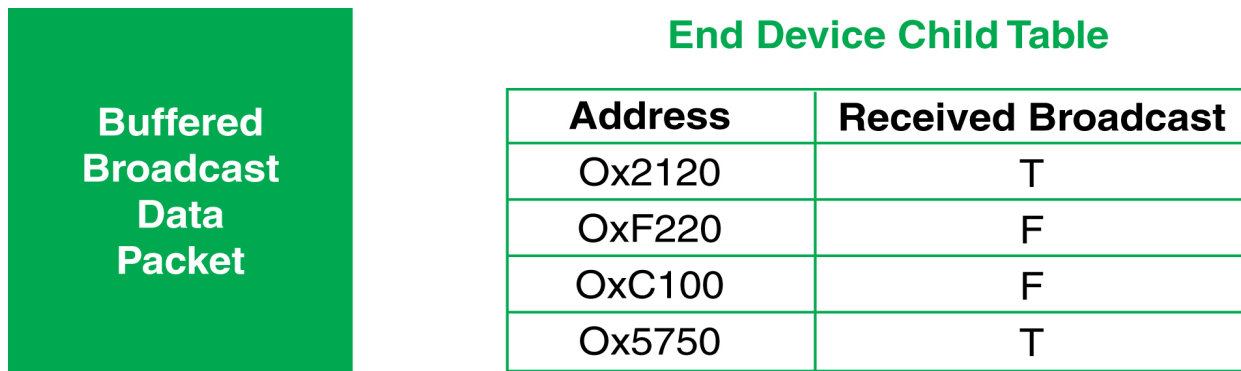 Buffered
Broadcast
Data
Packet
End Device Child Table
Address Received Broadcast
Ox2120 T
OxF220 F
OxC100 F
Ox5750 T